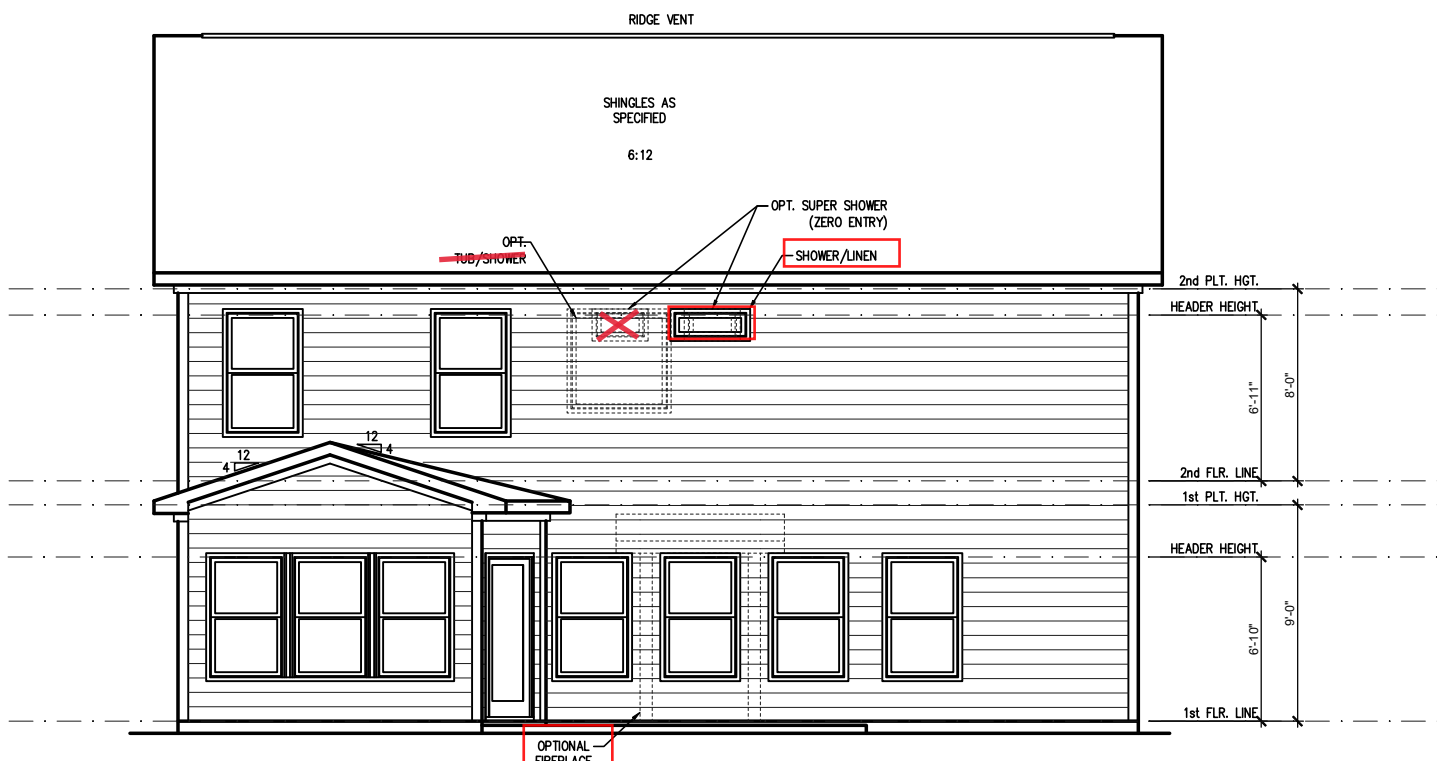 RIDGE VENT
SHINGLES AS
SPECIFIED
6:12
OPT. SUPER SHOWER
(ZERO ENTRY)
OPT.
TUB/SHOWER
SHOWER/LINEN
2nd PLT. HGT.
HEADER HEIGHT
6'-11"
8'-0"
12
4
12
4
2nd FLR. LINE
1st PLT. HGT.
HEADER HEIGHT
6'-10"
9'-0"
1st FLR. LINE
OPTIONAL
FIREPLACE